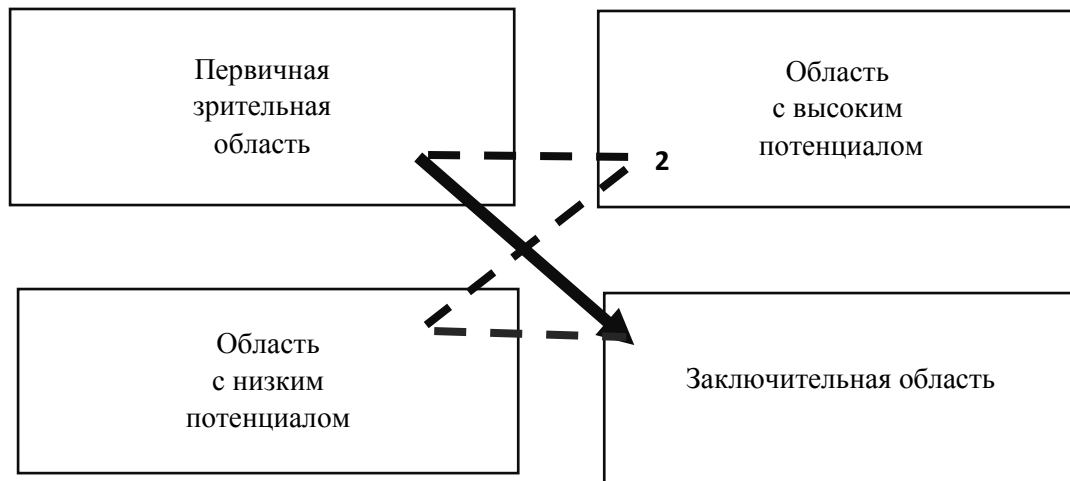 Первичная
зрительная
область
Область
с высоким
потенциалом
2
Область
с низким
потенциалом
Заключительная область